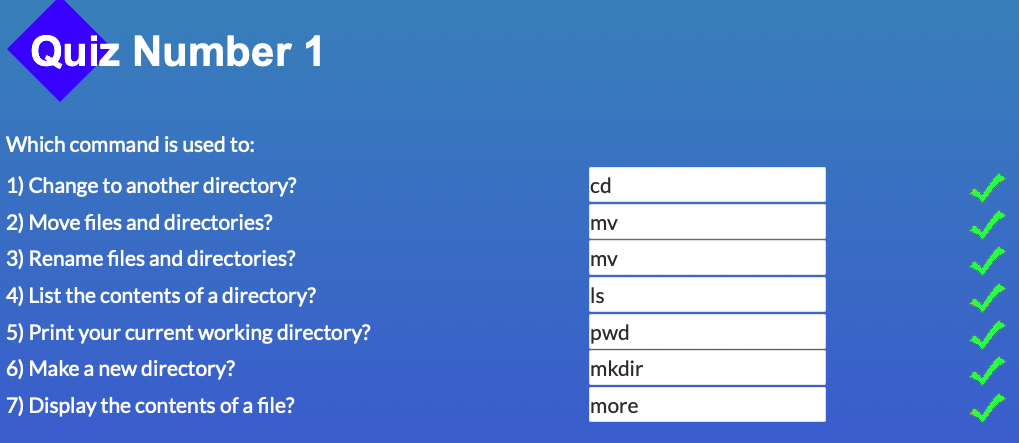 Quiz Number 1
Which command is used to:
1) Change to another directory? cd
2) Move files and directories? mv
3) Rename files and directories? mv
4) List the contents of a directory? ls
5) Print your current working directory? pwd
6) Make a new directory? mkdir
7) Display the contents of a file? more